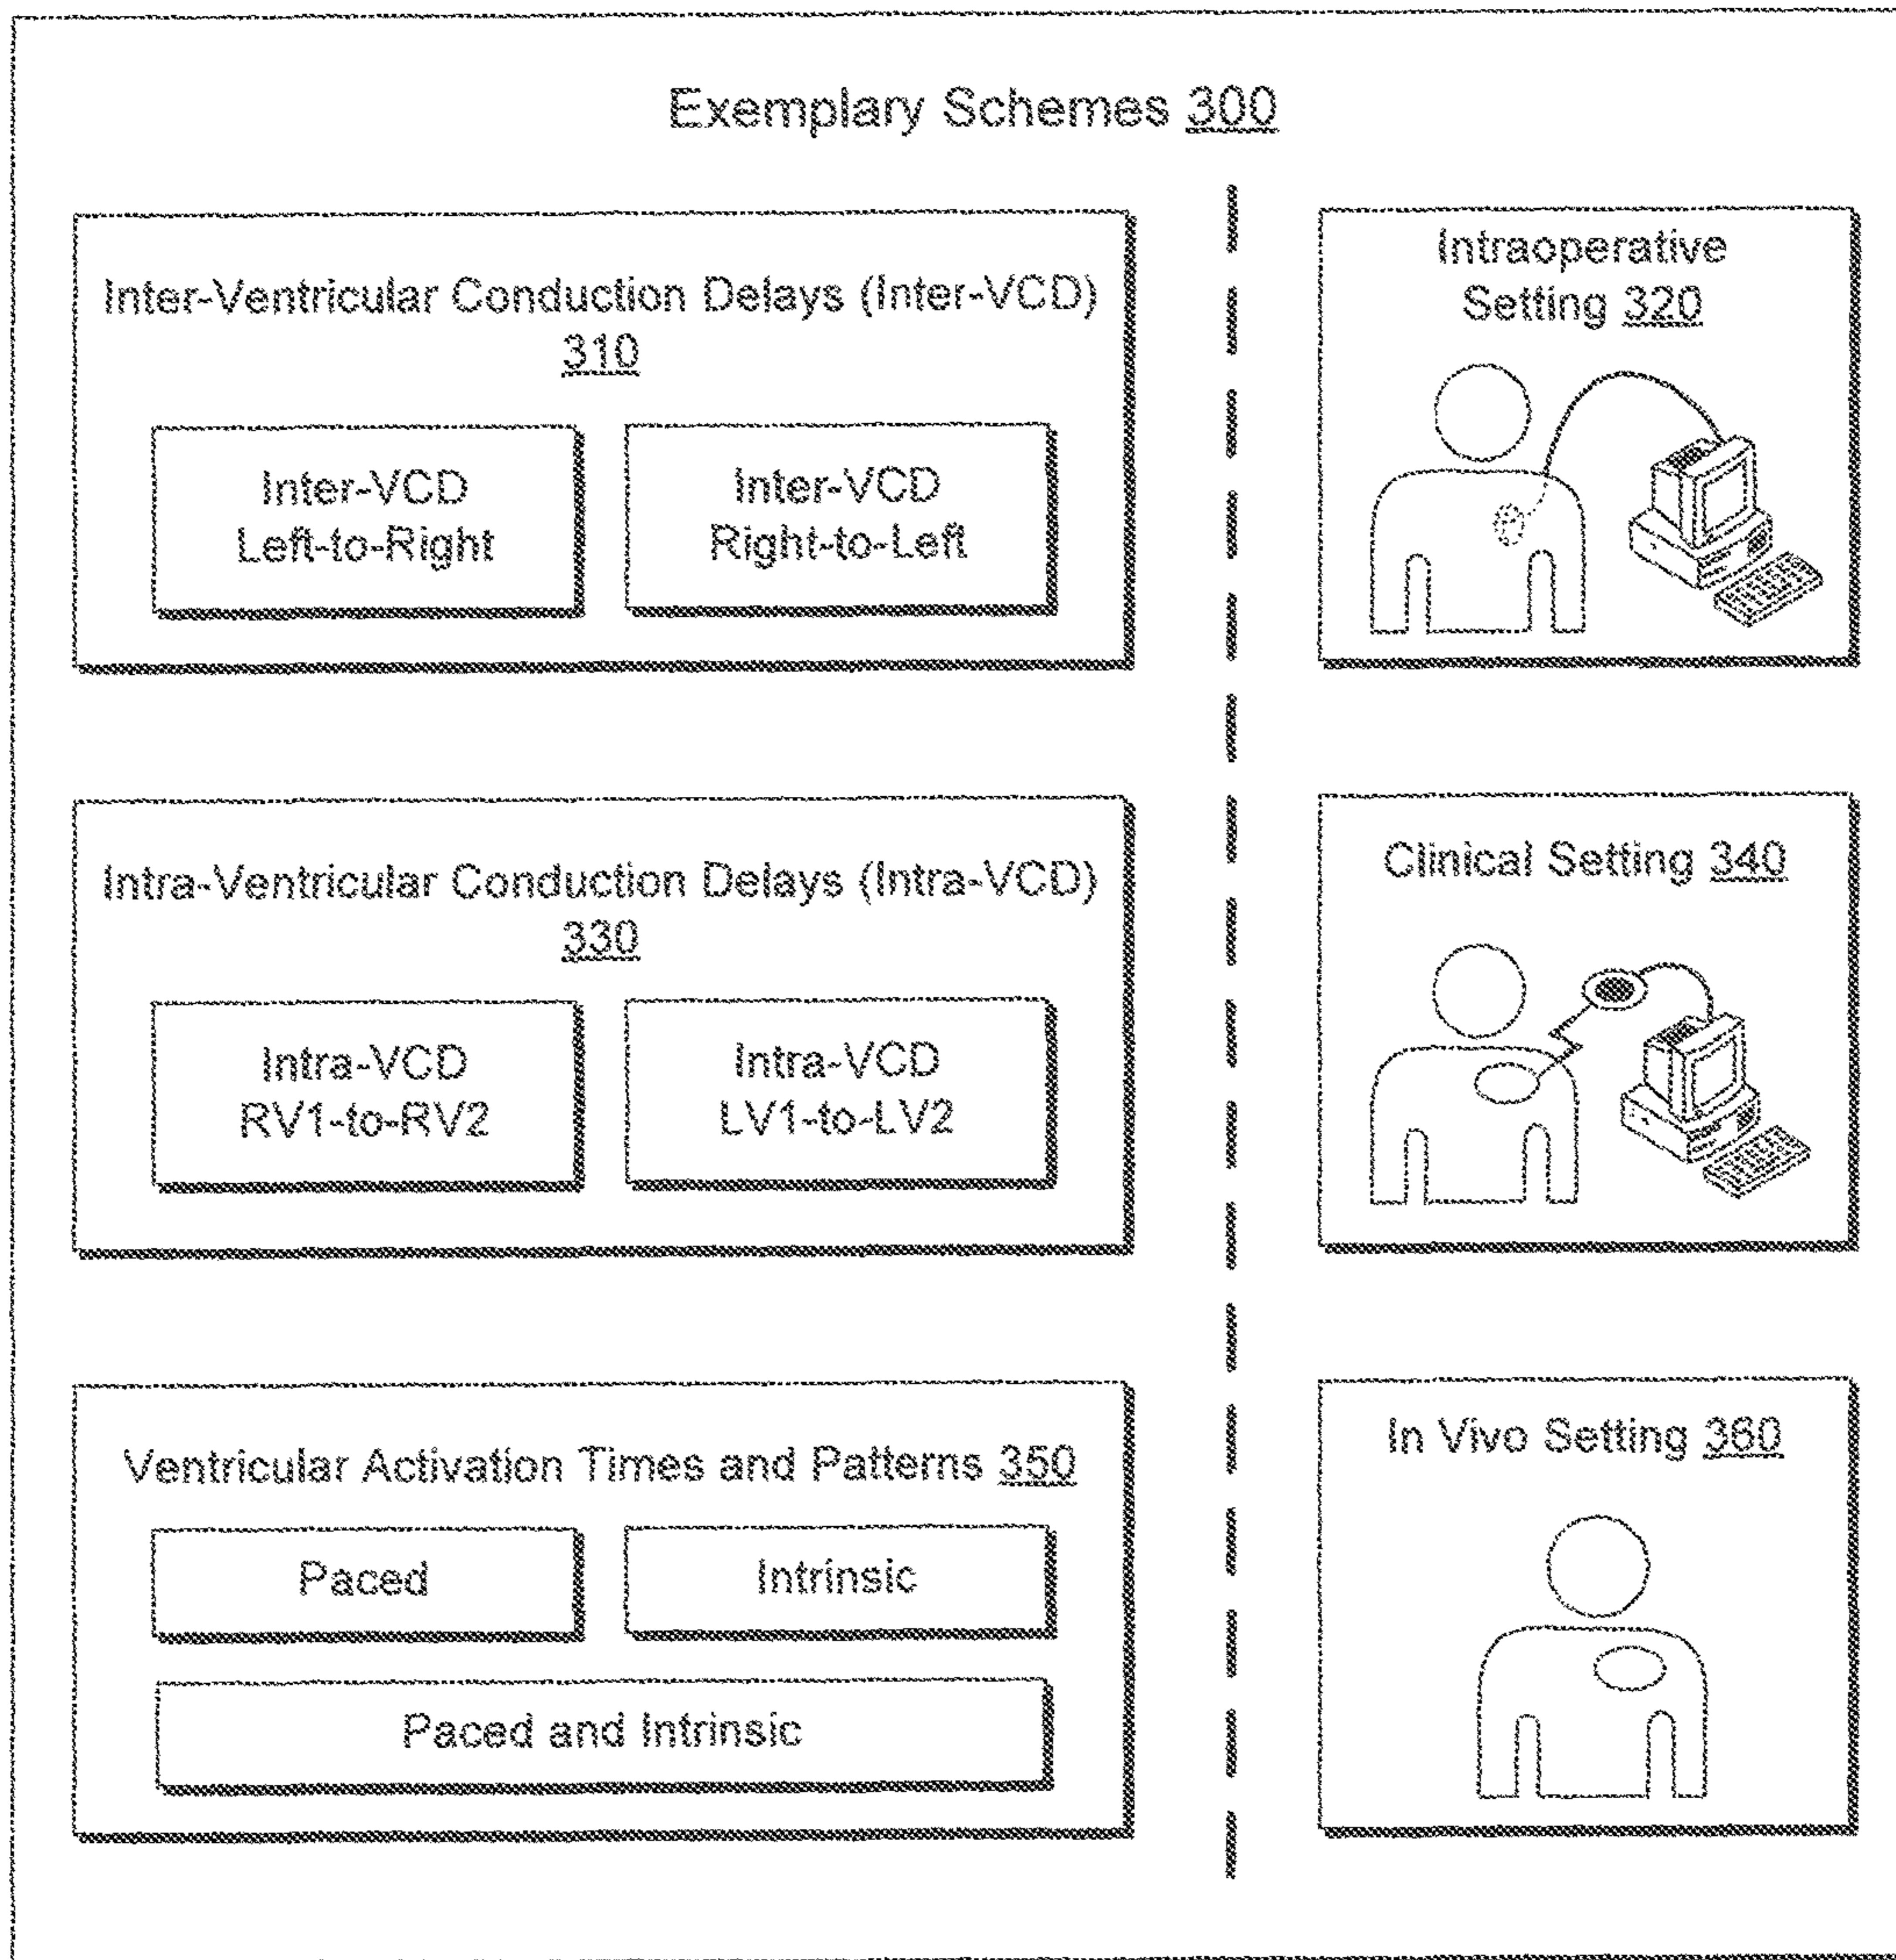 Exemplary Schemes 300
Inter-Ventricular Conduction Delays (Inter-VCD)
310
Inter-VCD
Left-to-Right
Inter-VCD
Right-to-Left
Intraoperative
Setting 320
Intra-Ventricular Conduction Delays (Intra-VCD)
330
Intra-VCD
RV1-to-RV2
Intra-VCD
LV1-to-LV2
Clinical Setting 340
Ventricular Activation Times and Patterns 350
Paced
Intrinsic
Paced and Intrinsic
In Vivo Setting 360